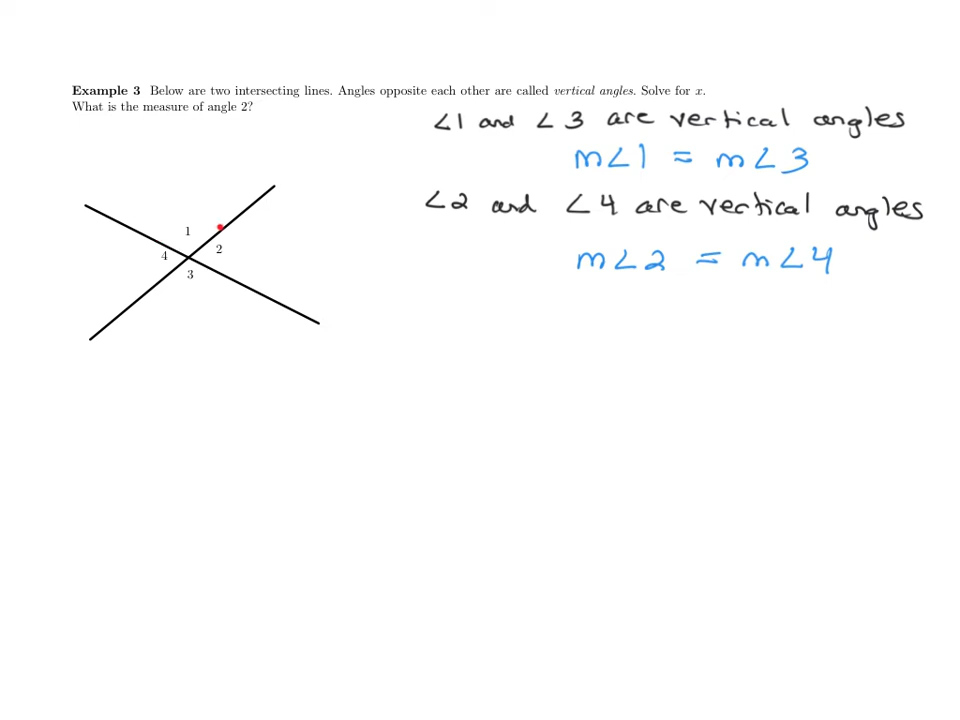 Example 3 Below are two intersecting lines. Angles opposite each other are called vertical angles. Solve for x.
What is the measure of angle 2?
∠1 and ∠3 are vertical angles
m∠1 = m∠3
∠2 and ∠4 are vertical angles
m∠2 = m∠4
1
2
4
3